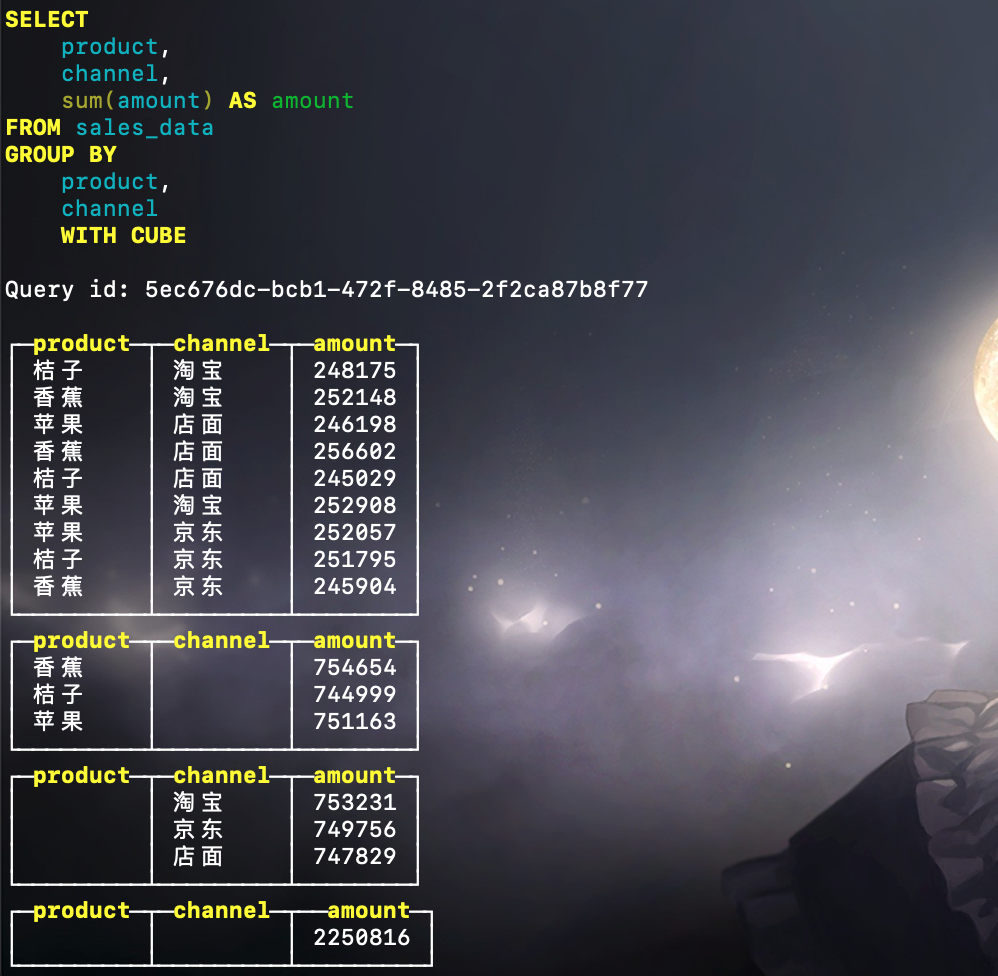 SELECT
product,
channel,
sum(amount) AS amount
FROM sales_data
GROUP BY
product,
channel
WITH CUBE
Query id: 5ec676dc-bcb1-472f-8485-2f2ca87b8f77
product channel amount
桔子 淘宝 248175
香蕉 淘宝 252148
苹果 店面 246198
香蕉 店面 256602
桔子 店面 245029
苹果 淘宝 252908
苹果 京东 252057
桔子 京东 251795
香蕉 京东 245904
product channel amount
香蕉 754654
桔子 744999
苹果 751163
product channel amount
淘宝 753231
京东 749756
店面 747829
product channel amount
2250816